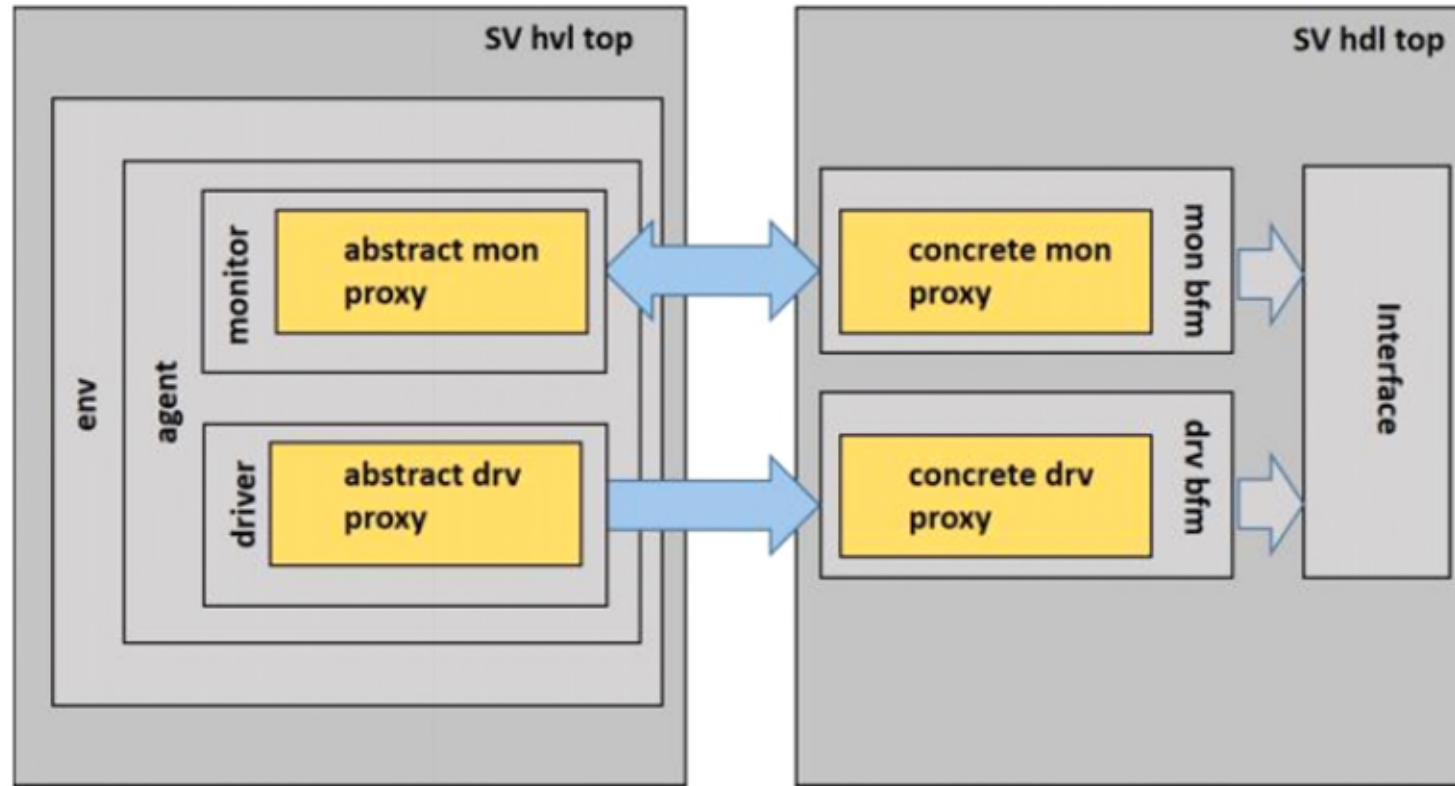 SV hvl top
env
agent
monitor
abstract mon
proxy
driver
abstract drv
proxy
SV hdl top
concrete mon
proxy
mon bfm
concrete drv
proxy
drv bfm
Interface